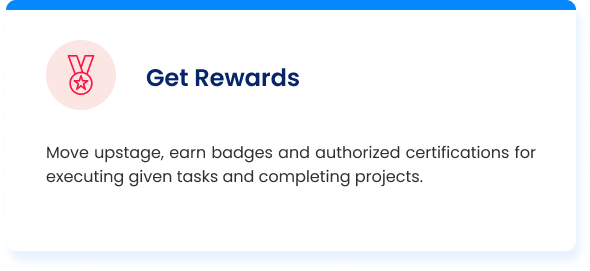 Get Rewards
Move upstage, earn badges and authorized certifications for
executing given tasks and completing projects.